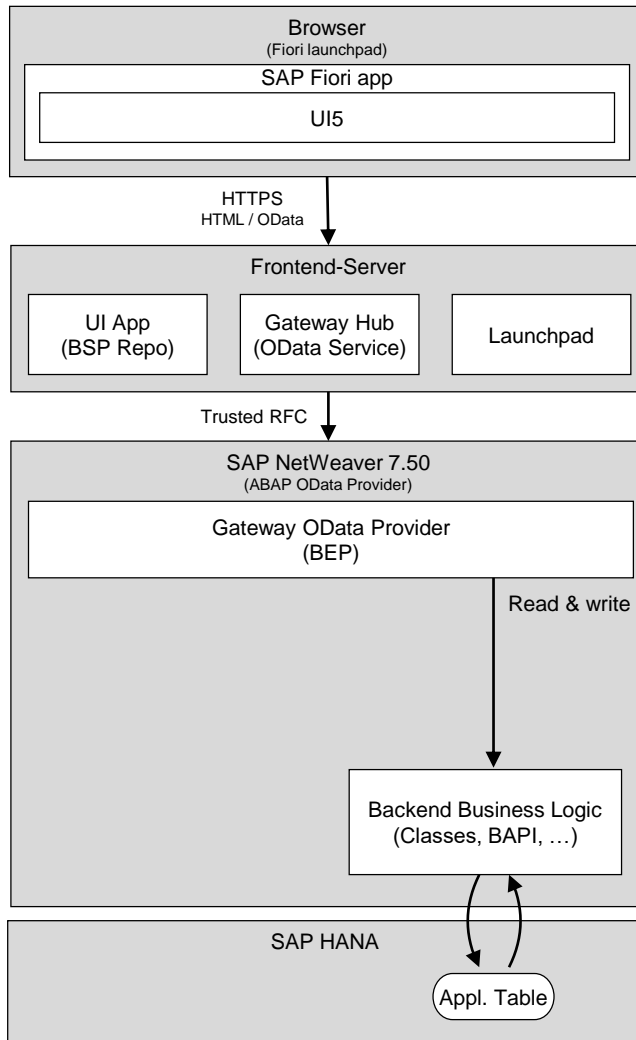 Browser
(Fiori launchpad)
SAP Fiori app
UI5
HTTPS
HTML / OData
Frontend-Server
UI App
(BSP Repo)
Gateway Hub
(OData Service)
Launchpad
Trusted RFC
SAP NetWeaver 7.50
(ABAP OData Provider)
Gateway OData Provider
(BEP)
Read & write
Backend Business Logic
(Classes, BAPI, …)
SAP HANA
Appl. Table